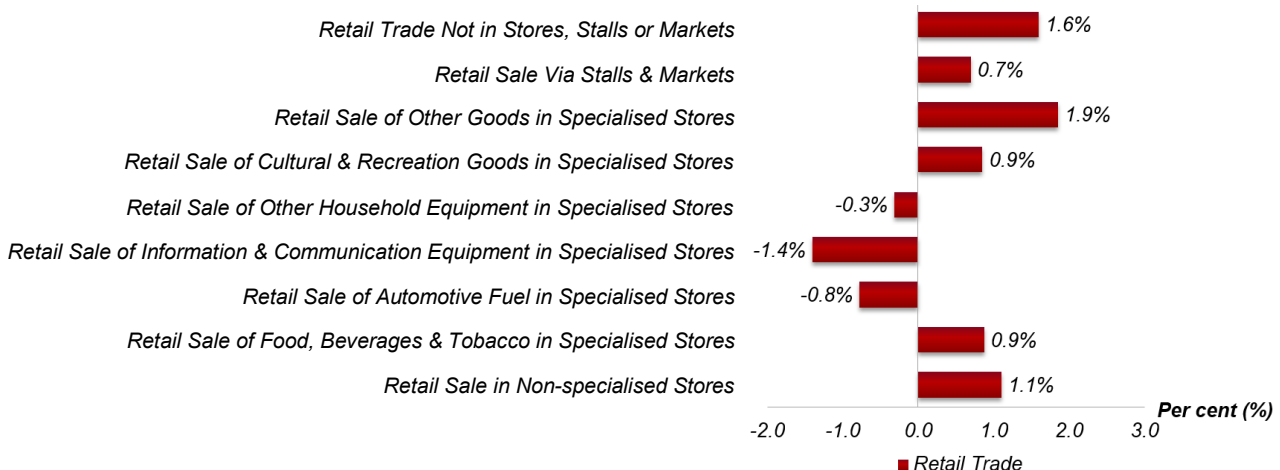 Retail Trade Not in Stores, Stalls or Markets
1.6%
Retail Sale Via Stalls & Markets
0.7%
Retail Sale of Other Goods in Specialised Stores
1.9%
Retail Sale of Cultural & Recreation Goods in Specialised Stores
0.9%
Retail Sale of Other Household Equipment in Specialised Stores
-0.3%
Retail Sale of Information & Communication Equipment in Specialised Stores
-1.4%
Retail Sale of Automotive Fuel in Specialised Stores
-0.8%
Retail Sale of Food, Beverages & Tobacco in Specialised Stores
0.9%
Retail Sale in Non-specialised Stores
1.1%
Per cent (%)
-2.0 -1.0 0.0 1.0 2.0 3.0
Retail Trade